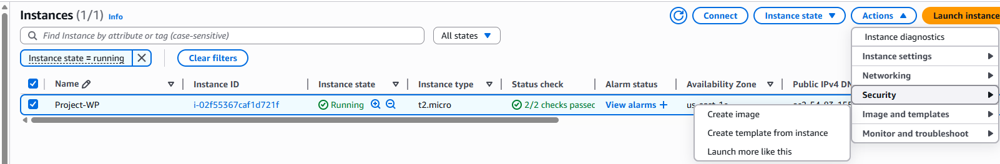 Instances (1/1) Info
Connect
Instance state
Actions
Launch instance
Find Instance by attribute or tag (case-sensitive)
All states
Instance diagnostics
Instance state = running
Clear filters
Instance settings
Networking
Name
Instance ID
Instance state
Instance type
Status check
Alarm status
Availability Zone
Public IPv4 DN
Security
Project-WP
i-02f55367caf1d721f
Running
t2.micro
2/2 checks passec
View alarms
Create image
Image and templates
Create template from instance
Monitor and troubleshoot
Launch more like this